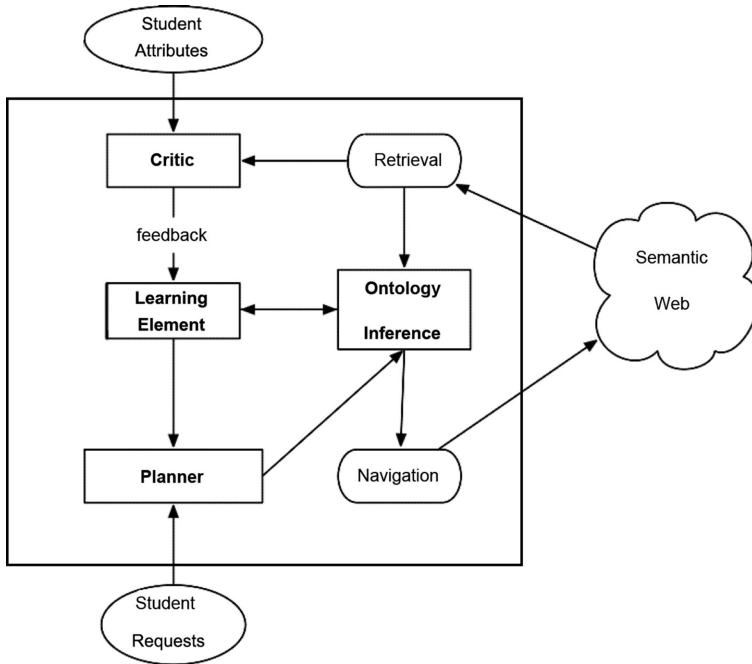 Student
Attributes
Critic
Retrieval
feedback
Semantic
Web
Learning
Element
Ontology
Inference
Planner
Navigation
Student
Requests